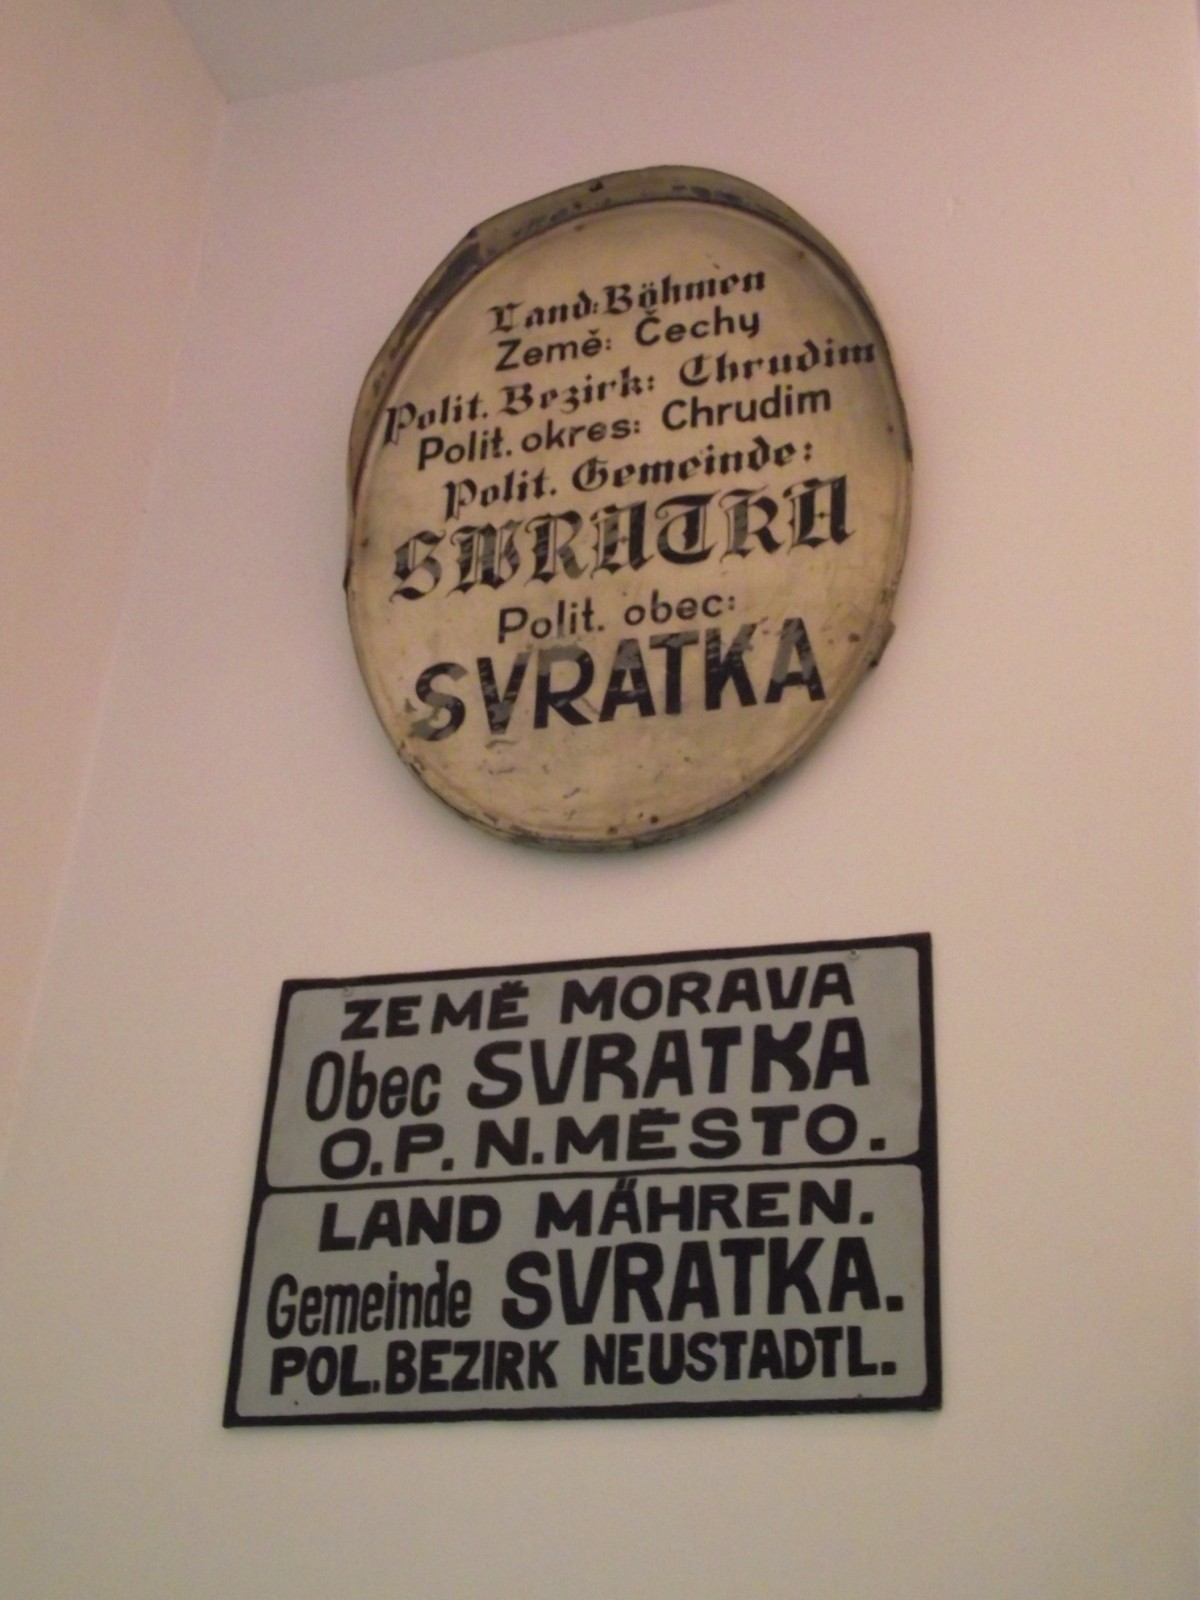 Land: Böhmen
Země: Čechy
Polit. Bezirk: Chrudim
Polit. okres: Chrudim
Polit. Gemeinde:
SWRATKA
Polit. obec:
SVRATKA
ZEMĚ MORAVA
Obec SVRATKA
O.P. N.MĚSTO.
LAND MÄHREN.
Gemeinde SVRATKA.
POL.BEZIRK NEUSTADTL.